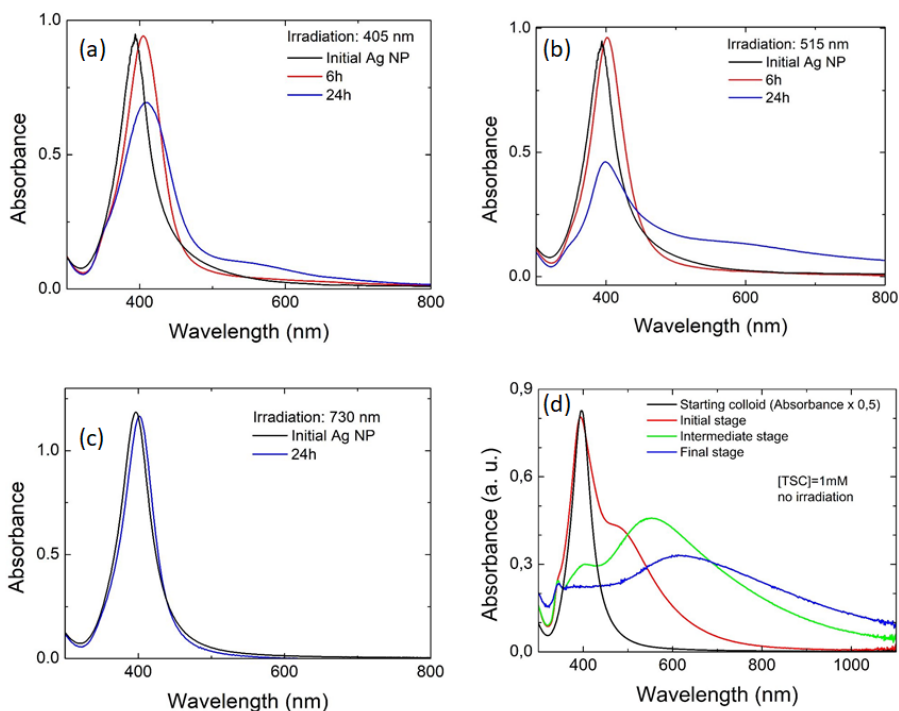 (a)
Irradiation: 405 nm
Initial Ag NP
6h
24h
1.0
0.5
0.0
400
600
800
Absorbance
Wavelength (nm)
(b)
Irradiation: 515 nm
Initial Ag NP
6h
24h
1.0
0.5
0.0
400
600
800
Absorbance
Wavelength (nm)
(c)
Irradiation: 730 nm
Initial Ag NP
24h
1.0
0.5
0.0
400
600
800
Absorbance
Wavelength (nm)
(d)
Starting colloid (Absorbance x 0,5)
Initial stage
Intermediate stage
Final stage
[TSC]=1mM
no irradiation
0,9
0,6
0,3
0,0
400
600
800
1000
Absorbance (a. u.)
Wavelength (nm)